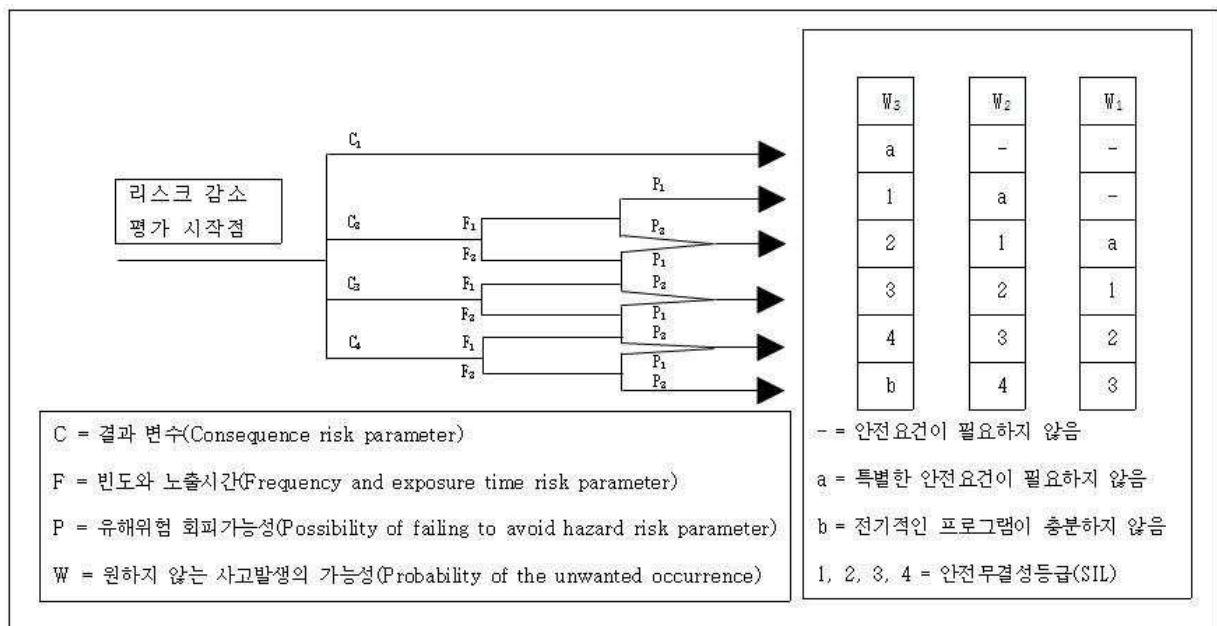 W₃ W₂ W₁
C₁
a - -
리스크 감소
평가 시작점
P₁
1 a -
C₂ F₁ P₂
2 1 a
F₂ P₁
C₃ F₁ P₂
3 2 1
F₂ P₁
C₄ F₁ P₂
4 3 2
F₂ P₁
P₂
b 4 3
C = 결과 변수(Consequence risk parameter)
F = 빈도와 노출시간(Frequency and exposure time risk parameter)
P = 유해위험 회피가능성(Possibility of failing to avoid hazard risk parameter)
W = 원하지 않는 사고발생의 가능성(Probability of the unwanted occurrence)
- = 안전요건이 필요하지 않음
a = 특별한 안전요건이 필요하지 않음
b = 전기적인 프로그램이 충분하지 않음
1, 2, 3, 4 = 안전무결성등급(SIL)